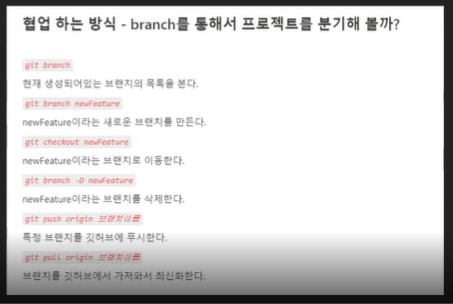 협업 하는 방식 - branch를 통해서 프로젝트를 분기해 볼까?
git branch
현재 생성되어있는 브랜치의 목록을 본다.
git branch newFeature
newFeature이라는 새로운 브랜치를 만든다.
git checkout newFeature
newFeature이라는 브랜치로 이동한다.
git branch -D newFeature
newFeature이라는 브랜치를 삭제한다.
git push origin 브랜치이름
특정 브랜치를 깃허브에 푸시한다.
git pull origin 브랜치이름
브랜치를 깃허브에서 가져와서 최신화한다.